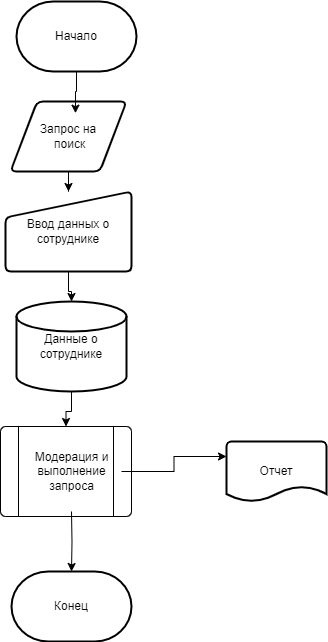 Начало
Запрос на
поиск
Ввод данных о
сотруднике
Данные о
сотруднике
Модерация и
выполнение
запроса
Отчет
Конец